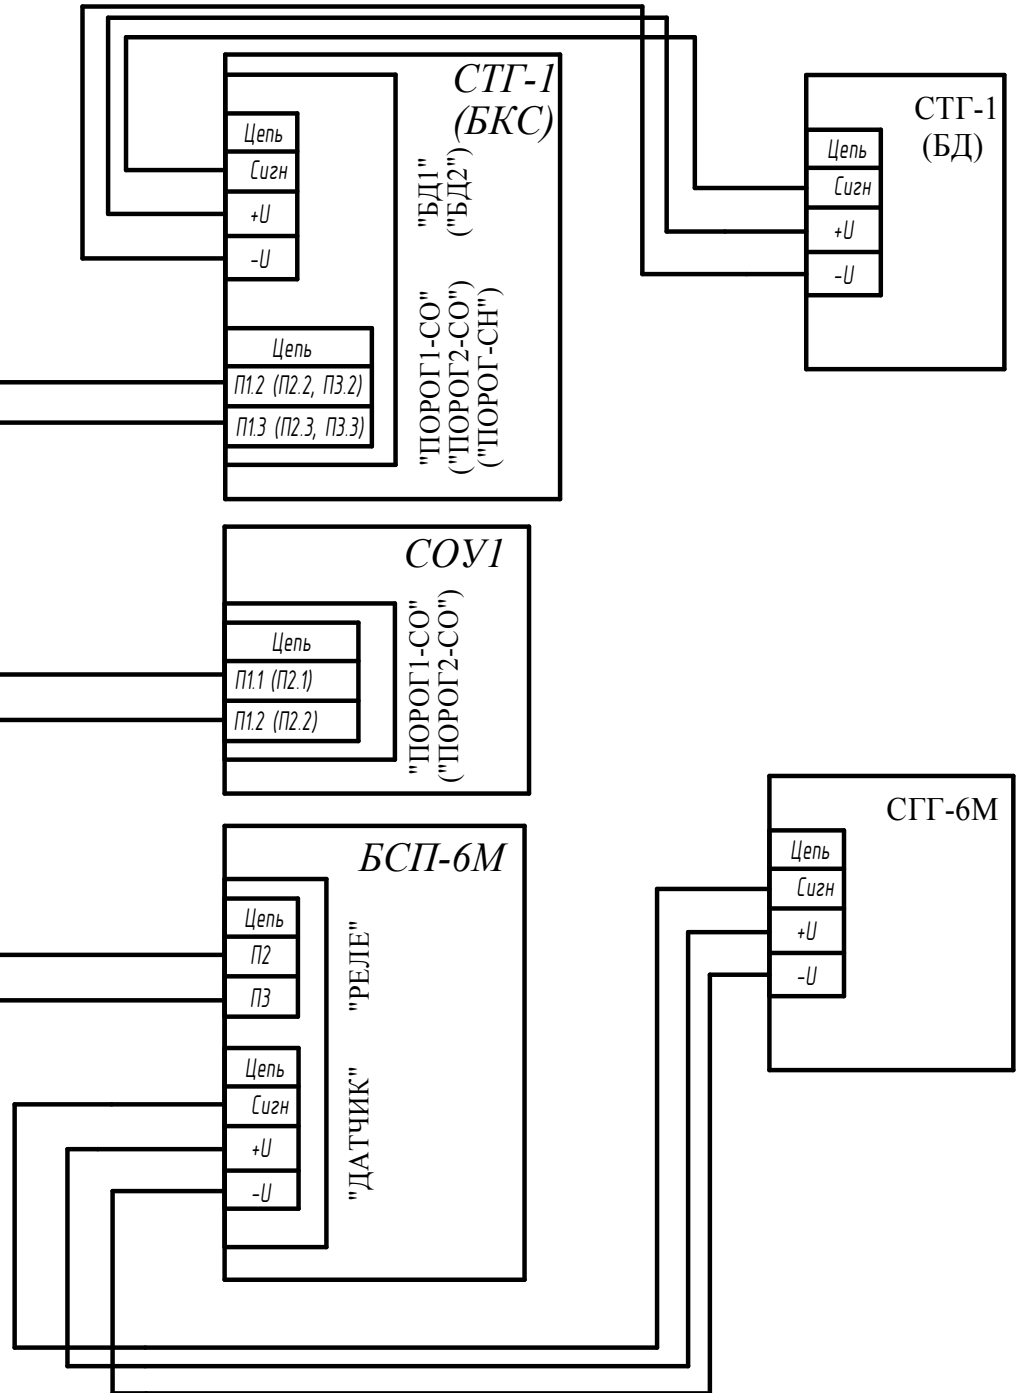 СТГ-1
(БКС)
Цепь
Сигн
+U
-U
"БД1"
("БД2")
Цепь
П1.2 (П2.2, П3.2)
П1.3 (П2.3, П3.3)
"ПОРОГ1-СО"
("ПОРОГ2-СО")
("ПОРОГ-СН")
СТГ-1
(БД)
Цепь
Сигн
+U
-U
СОУ1
Цепь
П1.1 (П2.1)
П1.2 (П2.2)
"ПОРОГ1-СО"
("ПОРОГ2-СО")
БСП-6М
Цепь
П2
П3
"РЕЛЕ"
Цепь
Сигн
+U
-U
"ДАТЧИК"
СГГ-6М
Цепь
Сигн
+U
-U